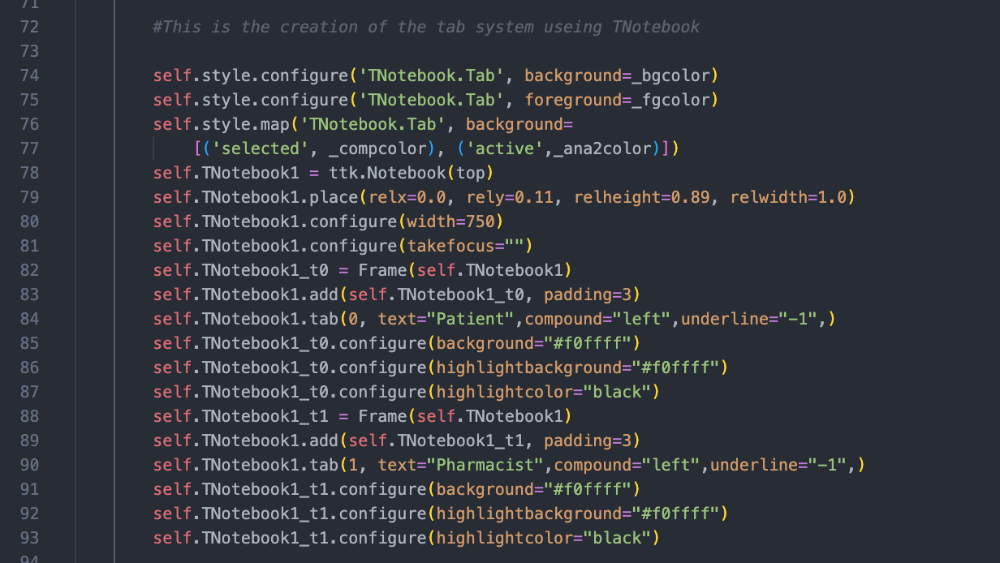 71
72 #This is the creation of the tab system useing TNotebook
73
74 self.style.configure('TNotebook.Tab', background=_bgcolor)
75 self.style.configure('TNotebook.Tab', foreground=_fgcolor)
76 self.style.map('TNotebook.Tab', background=
77 [('selected', _compcolor), ('active',_ana2color)])
78 self.TNotebook1 = ttk.Notebook(top)
79 self.TNotebook1.place(relx=0.0, rely=0.11, relheight=0.89, relwidth=1.0)
80 self.TNotebook1.configure(width=750)
81 self.TNotebook1.configure(takefocus="")
82 self.TNotebook1_t0 = Frame(self.TNotebook1)
83 self.TNotebook1.add(self.TNotebook1_t0, padding=3)
84 self.TNotebook1.tab(0, text="Patient",compound="left",underline="-1",)
85 self.TNotebook1_t0.configure(background="#f0ffff")
86 self.TNotebook1_t0.configure(highlightbackground="#f0ffff")
87 self.TNotebook1_t0.configure(highlightcolor="black")
88 self.TNotebook1_t1 = Frame(self.TNotebook1)
89 self.TNotebook1.add(self.TNotebook1_t1, padding=3)
90 self.TNotebook1.tab(1, text="Pharmacist",compound="left",underline="-1",)
91 self.TNotebook1_t1.configure(background="#f0ffff")
92 self.TNotebook1_t1.configure(highlightbackground="#f0ffff")
93 self.TNotebook1_t1.configure(highlightcolor="black")
94